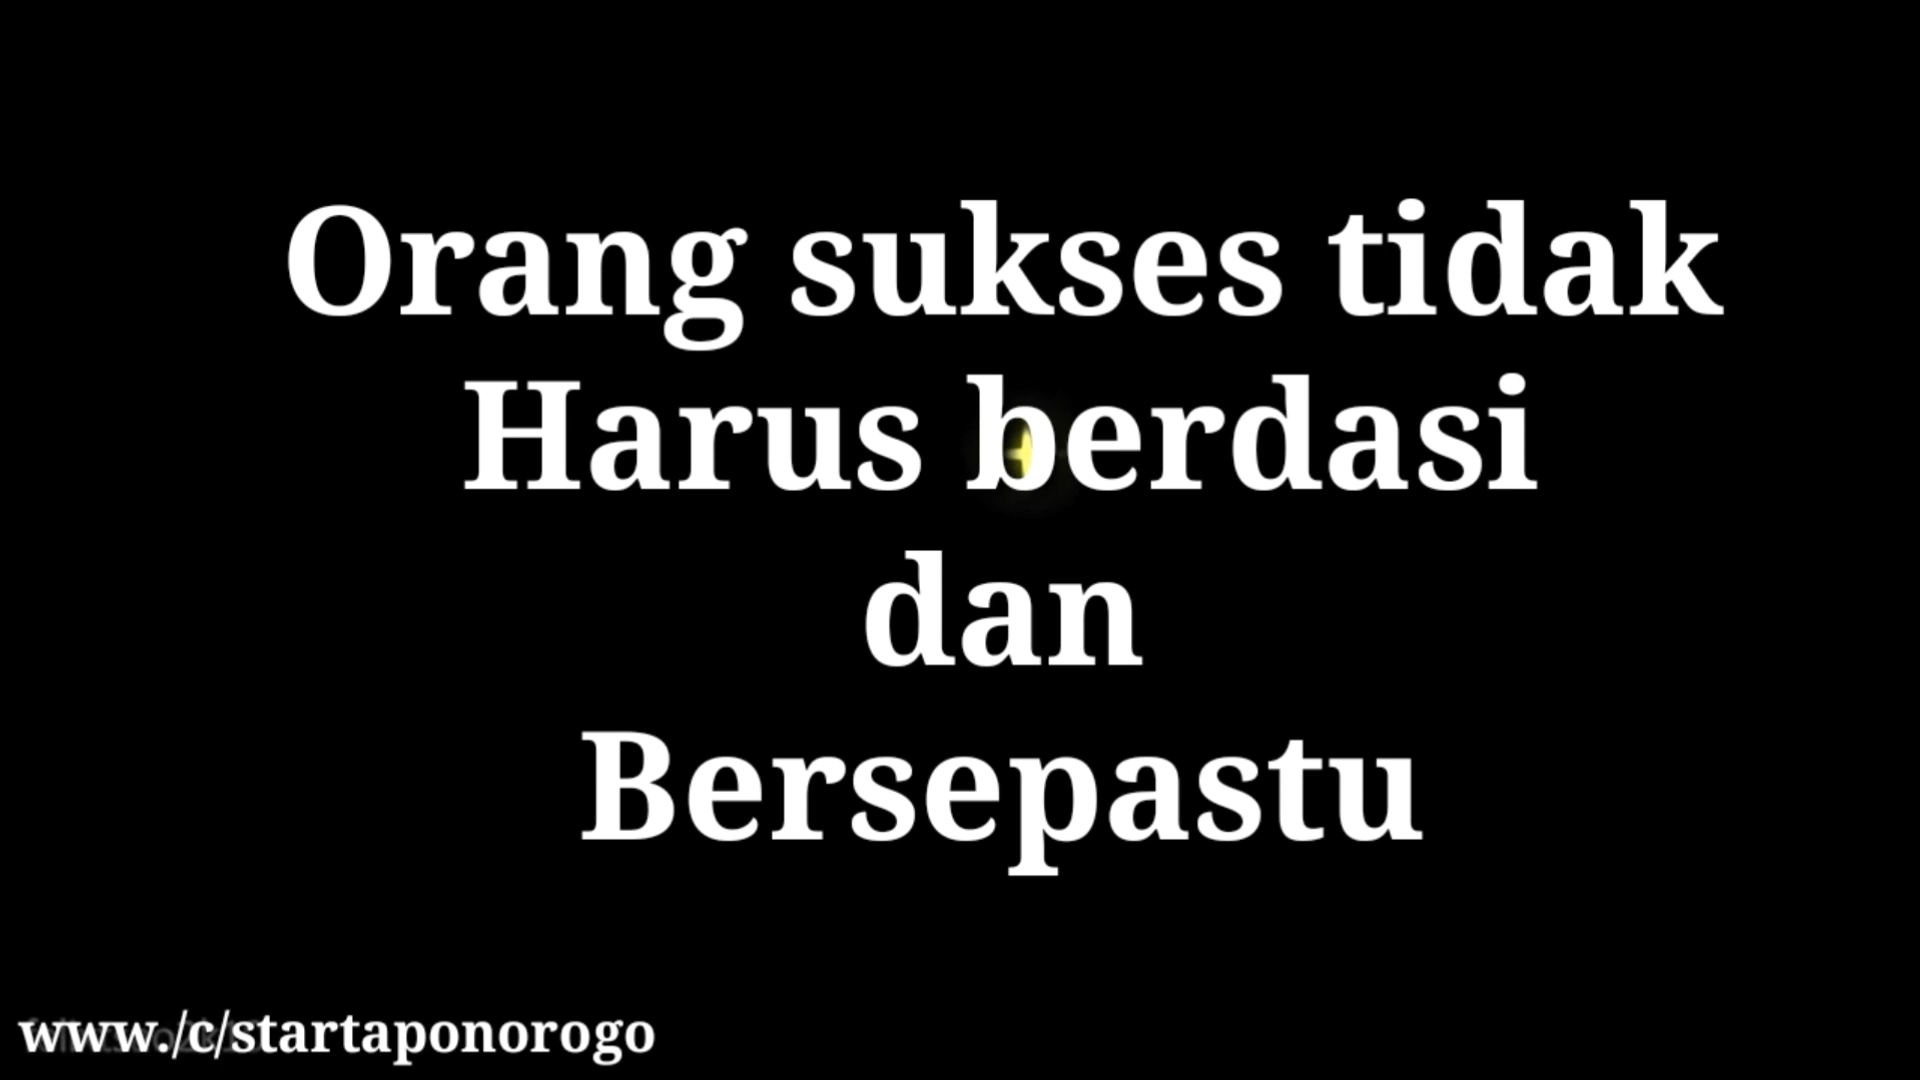 Orang sukses tidak
Harus berdasi
dan
Bersepastu
www./c/startaponorogo